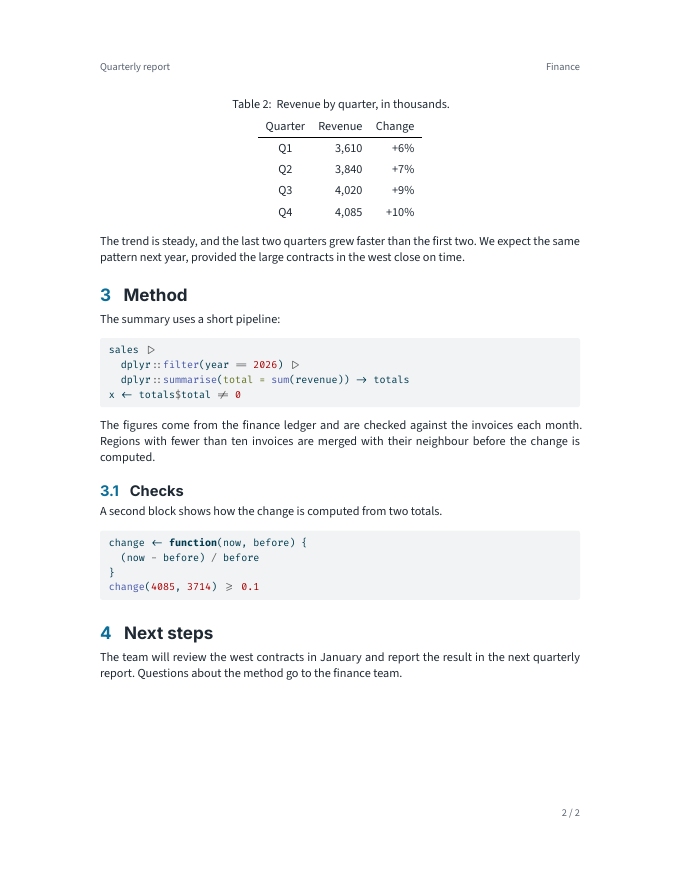 Quarterly report Finance
Table 2: Revenue by quarter, in thousands.
Quarter Revenue Change
Q1 3,610 +6%
Q2 3,840 +7%
Q3 4,020 +9%
Q4 4,085 +10%
The trend is steady, and the last two quarters grew faster than the first two. We expect the same
pattern next year, provided the large contracts in the west close on time.
3 Method
The summary uses a short pipeline:
sales |>
  dplyr::filter(year == 2026) |>
  dplyr::summarise(total = sum(revenue)) -> totals
x <- totals$total != 0
The figures come from the finance ledger and are checked against the invoices each month.
Regions with fewer than ten invoices are merged with their neighbour before the change is
computed.
3.1 Checks
A second block shows how the change is computed from two totals.
change <- function(now, before) {
  (now - before) / before
}
change(4085, 3714) >= 0.1
4 Next steps
The team will review the west contracts in January and report the result in the next quarterly
report. Questions about the method go to the finance team.
2 / 2